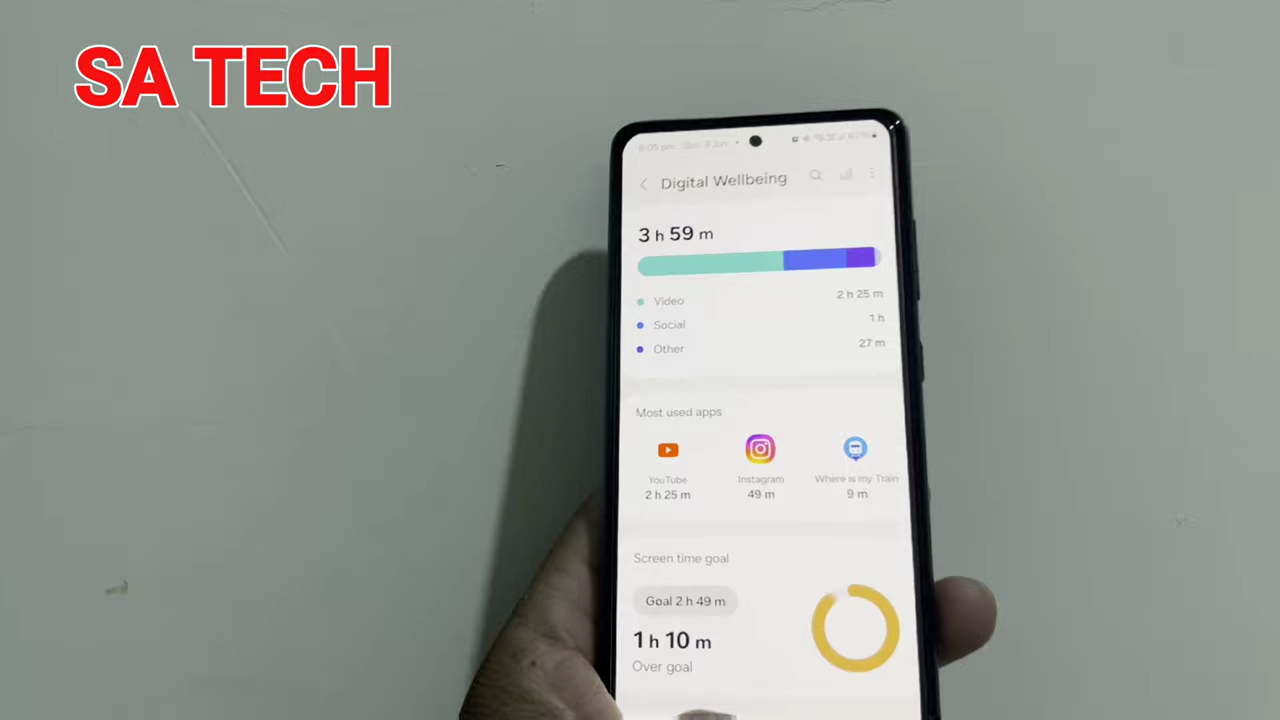 SA TECH
Digital Wellbeing
3 h 59 m
Video 2 h 25 m
Social 1 h
Other 27 m
Most used apps
YouTube Instagram Where is my Train
2 h 25 m 49 m 9 m
Screen time goal
Goal 2 h 49 m
1 h 10 m
Over goal